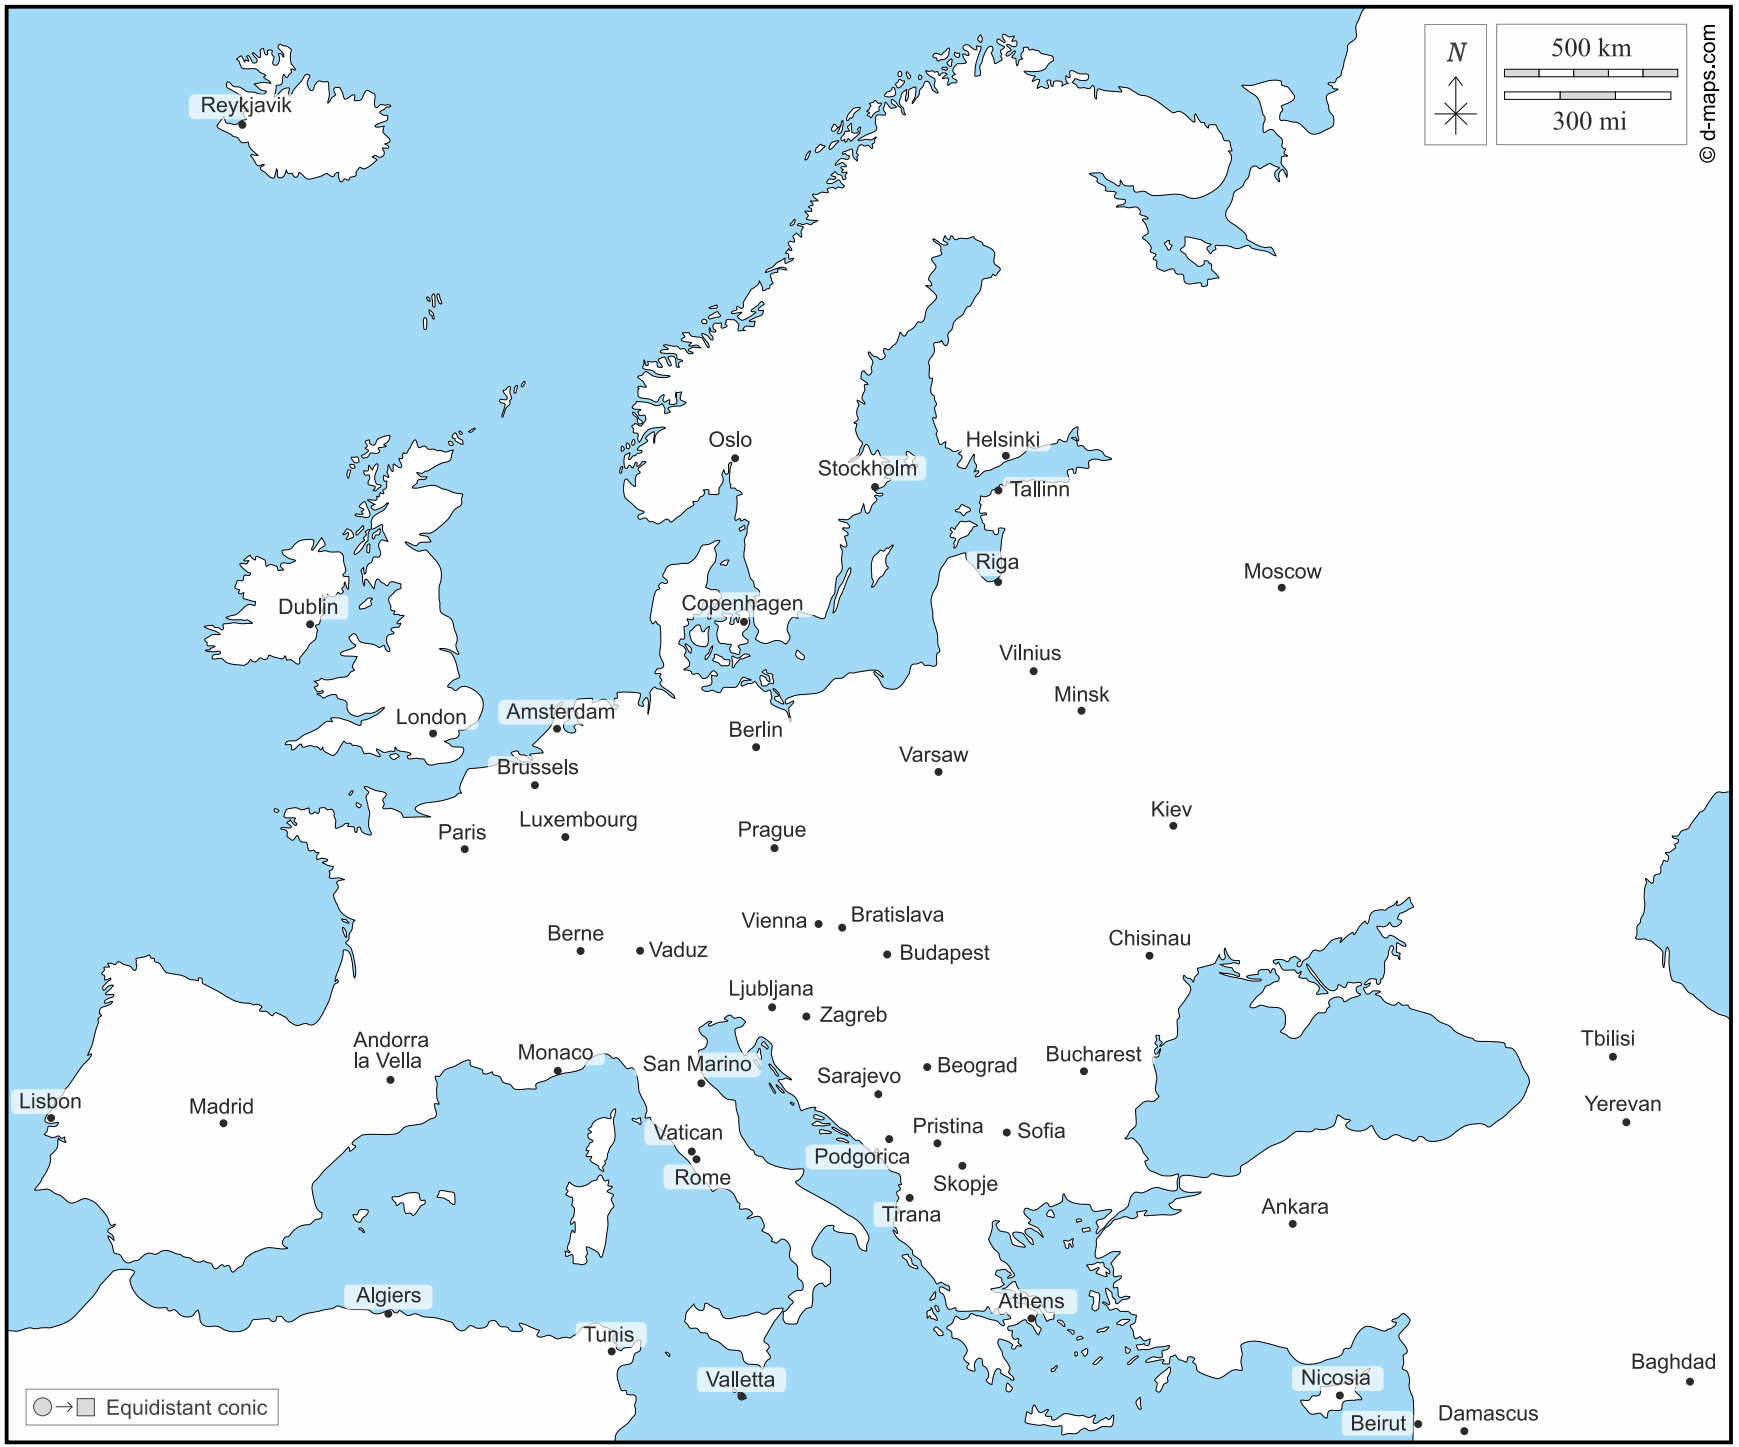 N
500 km
300 mi
© d-maps.com
Reykjavik
Oslo
Helsinki
Stockholm
Tallinn
Riga
Moscow
Copenhagen
Dublin
Vilnius
Minsk
London
Amsterdam
Berlin
Varsaw
Brussels
Kiev
Luxembourg
Paris
Prague
Vienna
Bratislava
Berne
Vaduz
Budapest
Chisinau
Ljubljana
Zagreb
Andorra
la Vella
Monaco
San Marino
Beograd
Bucharest
Tbilisi
Sarajevo
Lisbon
Madrid
Yerevan
Vatican
Pristina
Sofia
Podgorica
Rome
Skopje
Tirana
Ankara
Algiers
Athens
Tunis
Valletta
Nicosia
Baghdad
Equidistant conic
Beirut
Damascus